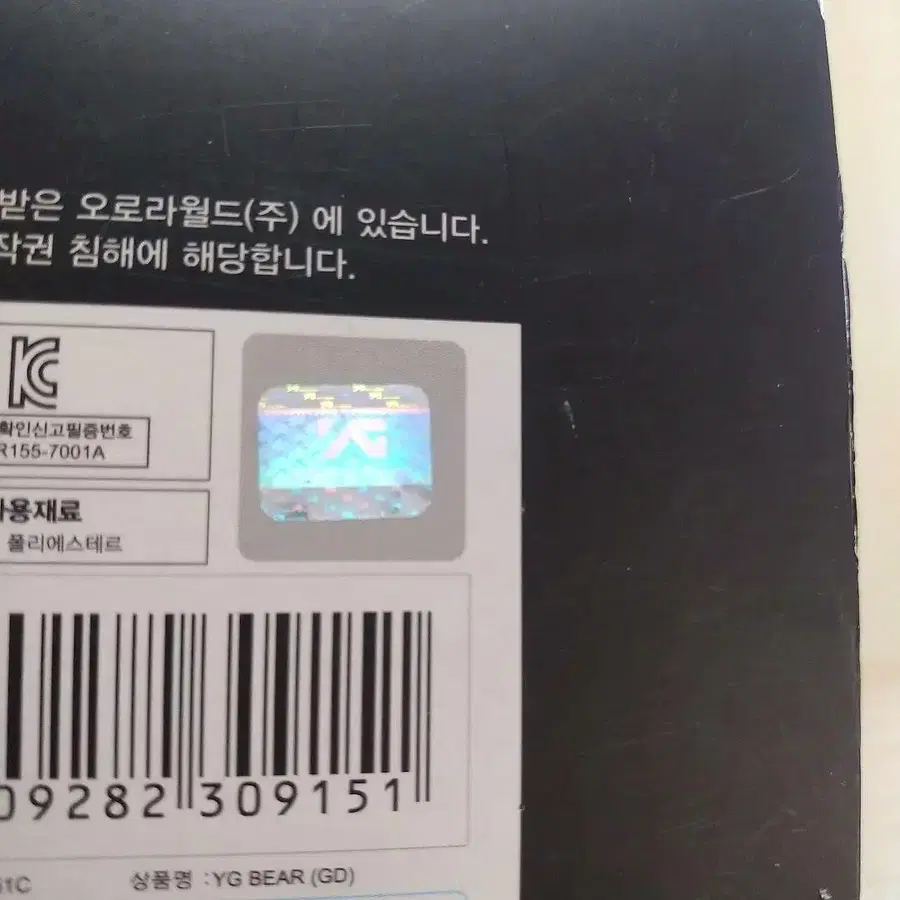 받은 오로라월드(주) 에 있습니다.
작권 침해에 해당합니다.
확인신고필증번호
R155-7001A
사용재료
폴리에스테르
YG
09282 309151
61C
상품명 : YG BEAR (GD)